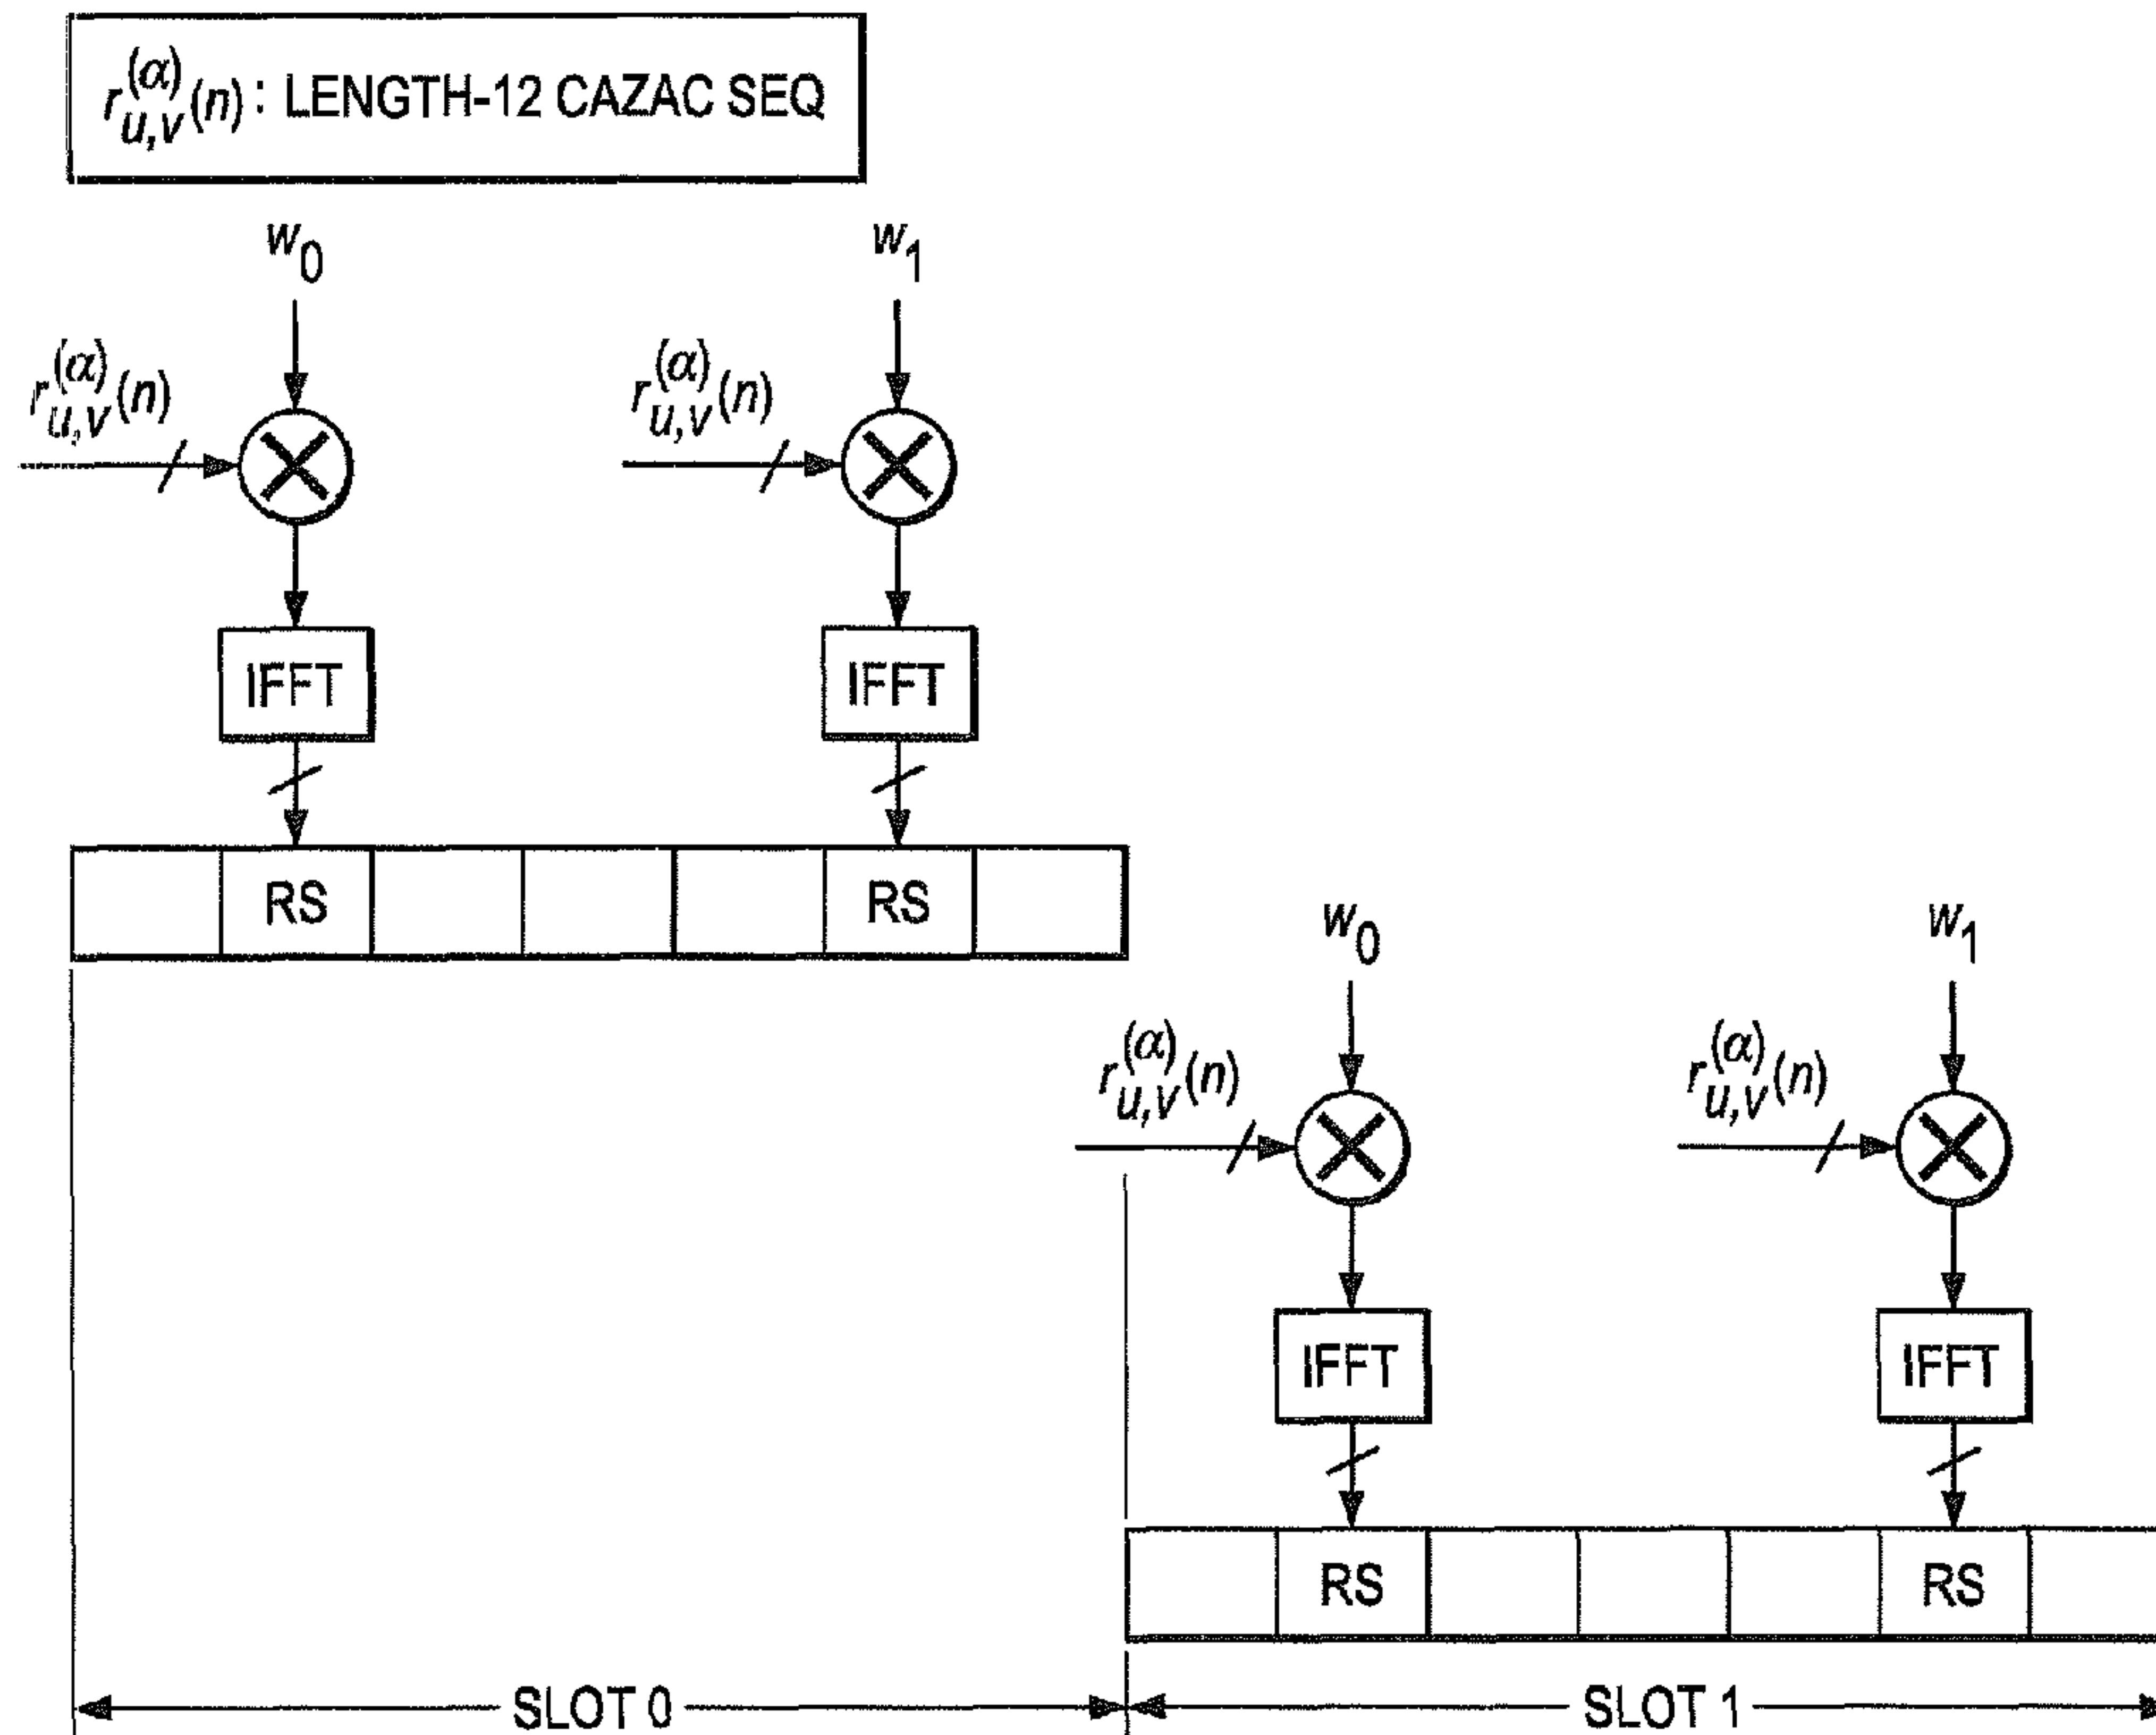 r_{u,v}^{(α)}(n): LENGTH-12 CAZAC SEQ
w_0 w_1
r_{u,v}^{(α)}(n) r_{u,v}^{(α)}(n)
IFFT IFFT
RS RS
w_0 w_1
r_{u,v}^{(α)}(n) r_{u,v}^{(α)}(n)
IFFT IFFT
RS RS
SLOT 0 SLOT 1